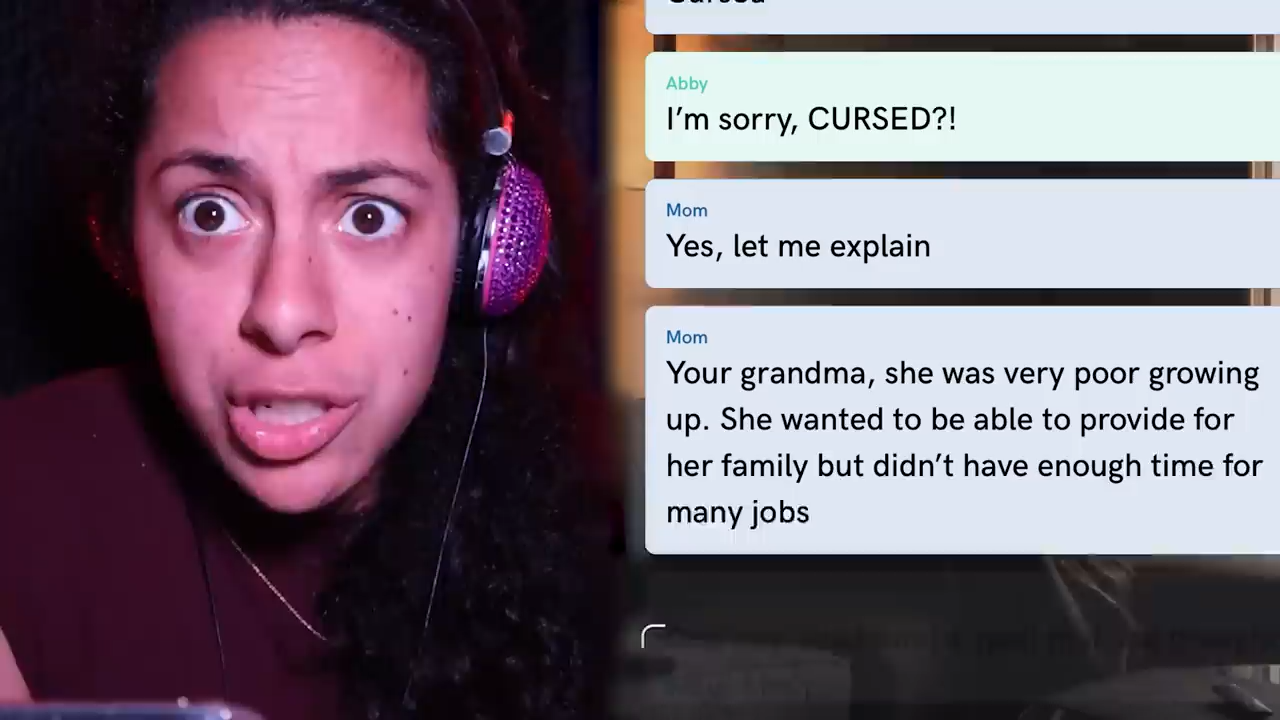 Cursed
Abby
I'm sorry, CURSED?!
Mom
Yes, let me explain
Mom
Your grandma, she was very poor growing
up. She wanted to be able to provide for
her family but didn't have enough time for
many jobs